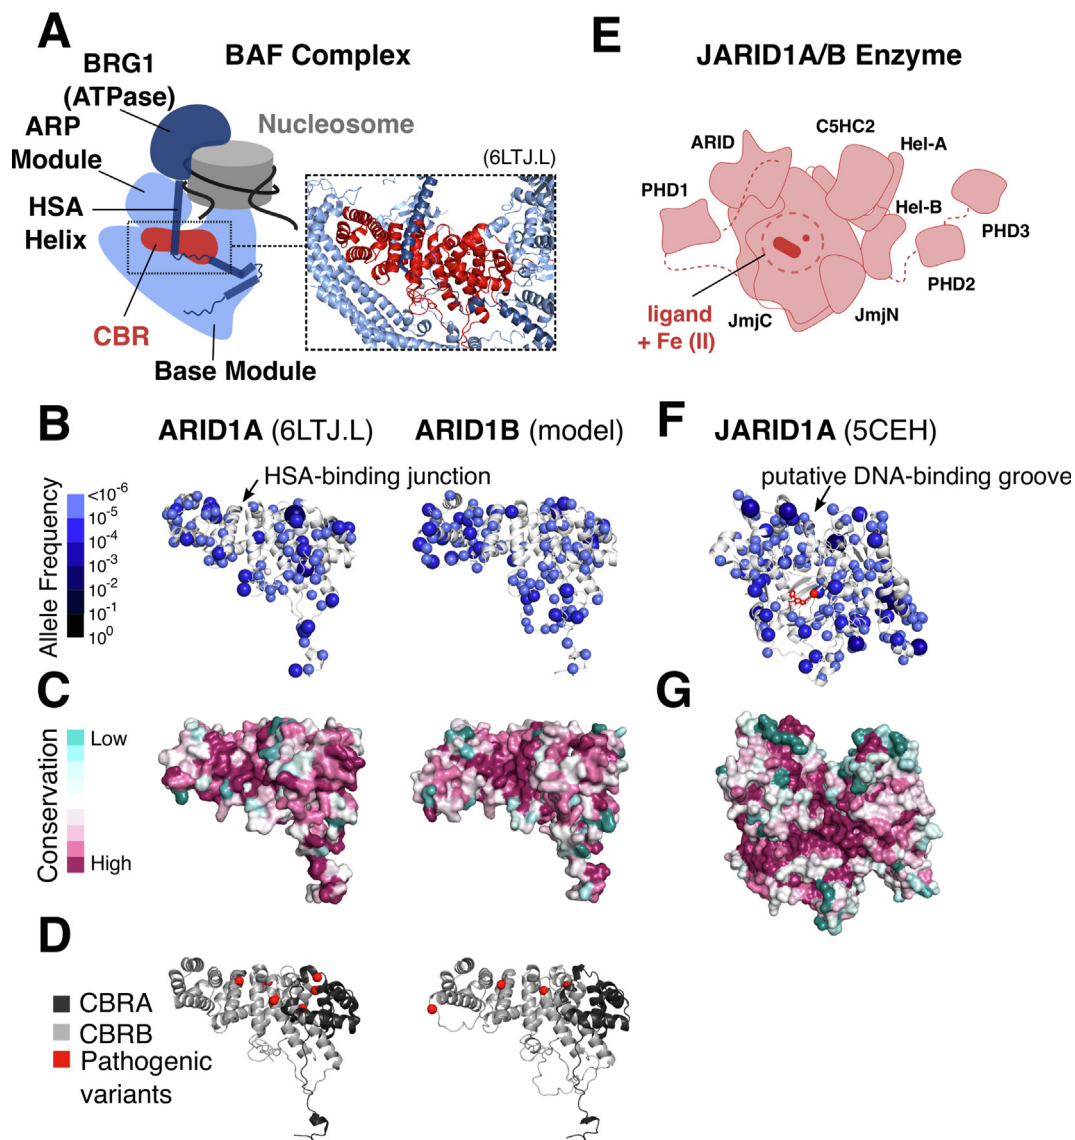 A
BAF Complex
BRG1
(ATPase)
ARP
Module
Nucleosome
HSA
Helix
(6LTJ.L)
CBR
Base Module
E
JARID1A/B Enzyme
ARID
C5HC2
Hel-A
PHD1
Hel-B
PHD3
PHD2
ligand
+ Fe (II)
JmjC
JmjN
B
ARID1A (6LTJ.L)
ARID1B (model)
HSA-binding junction
Allele Frequency
<10-6
10-5
10-4
10-3
10-2
10-1
100
F
JARID1A (5CEH)
putative DNA-binding groove
C
Conservation
Low
High
G
D
CBRA
CBRB
Pathogenic
variants